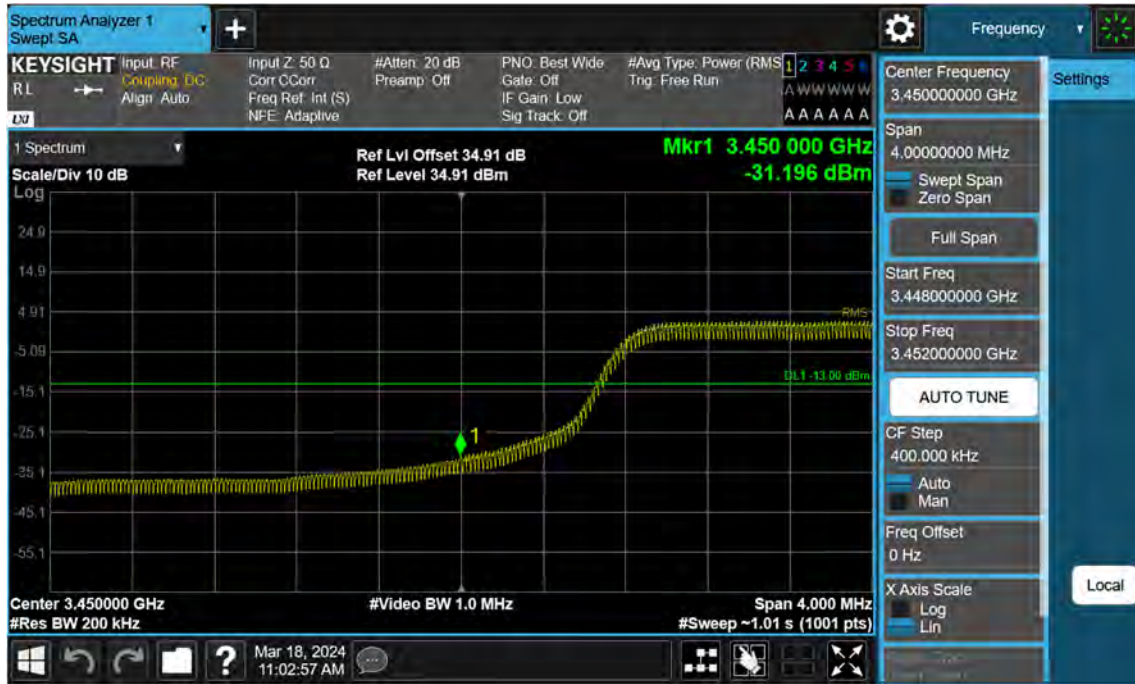 Spectrum Analyzer 1
Swept SA
Frequency
KEYSIGHT
RL
LXI
Input: RF
Coupling: DC
Align: Auto
Input Z: 50 Ω
Corr CCorr
Freq Ref: Int (S)
NFE: Adaptive
#Atten: 20 dB
Preamp: Off
PNO: Best Wide
Gate: Off
IF Gain: Low
Sig Track: Off
#Avg Type: Power (RMS
Trig: Free Run
1 2 3 4 5 6
A W W W W W
A A A A A A
1 Spectrum
Scale/Div 10 dB
Ref Lvl Offset 34.91 dB
Ref Level 34.91 dBm
Mkr1 3.450 000 GHz
-31.196 dBm
Log
24.9
14.9
4.91
-5.09
-15.1
-25.1
-35.1
-45.1
-55.1
RMS
DL1 -13.00 dBm
1
Center 3.450000 GHz
#Res BW 200 kHz
#Video BW 1.0 MHz
Span 4.000 MHz
#Sweep ~1.01 s (1001 pts)
Mar 18, 2024
11:02:57 AM
Center Frequency
3.450000000 GHz
Span
4.00000000 MHz
Swept Span
Zero Span
Full Span
Start Freq
3.448000000 GHz
Stop Freq
3.452000000 GHz
AUTO TUNE
CF Step
400.000 kHz
Auto
Man
Freq Offset
0 Hz
X Axis Scale
Log
Lin
Settings
Local